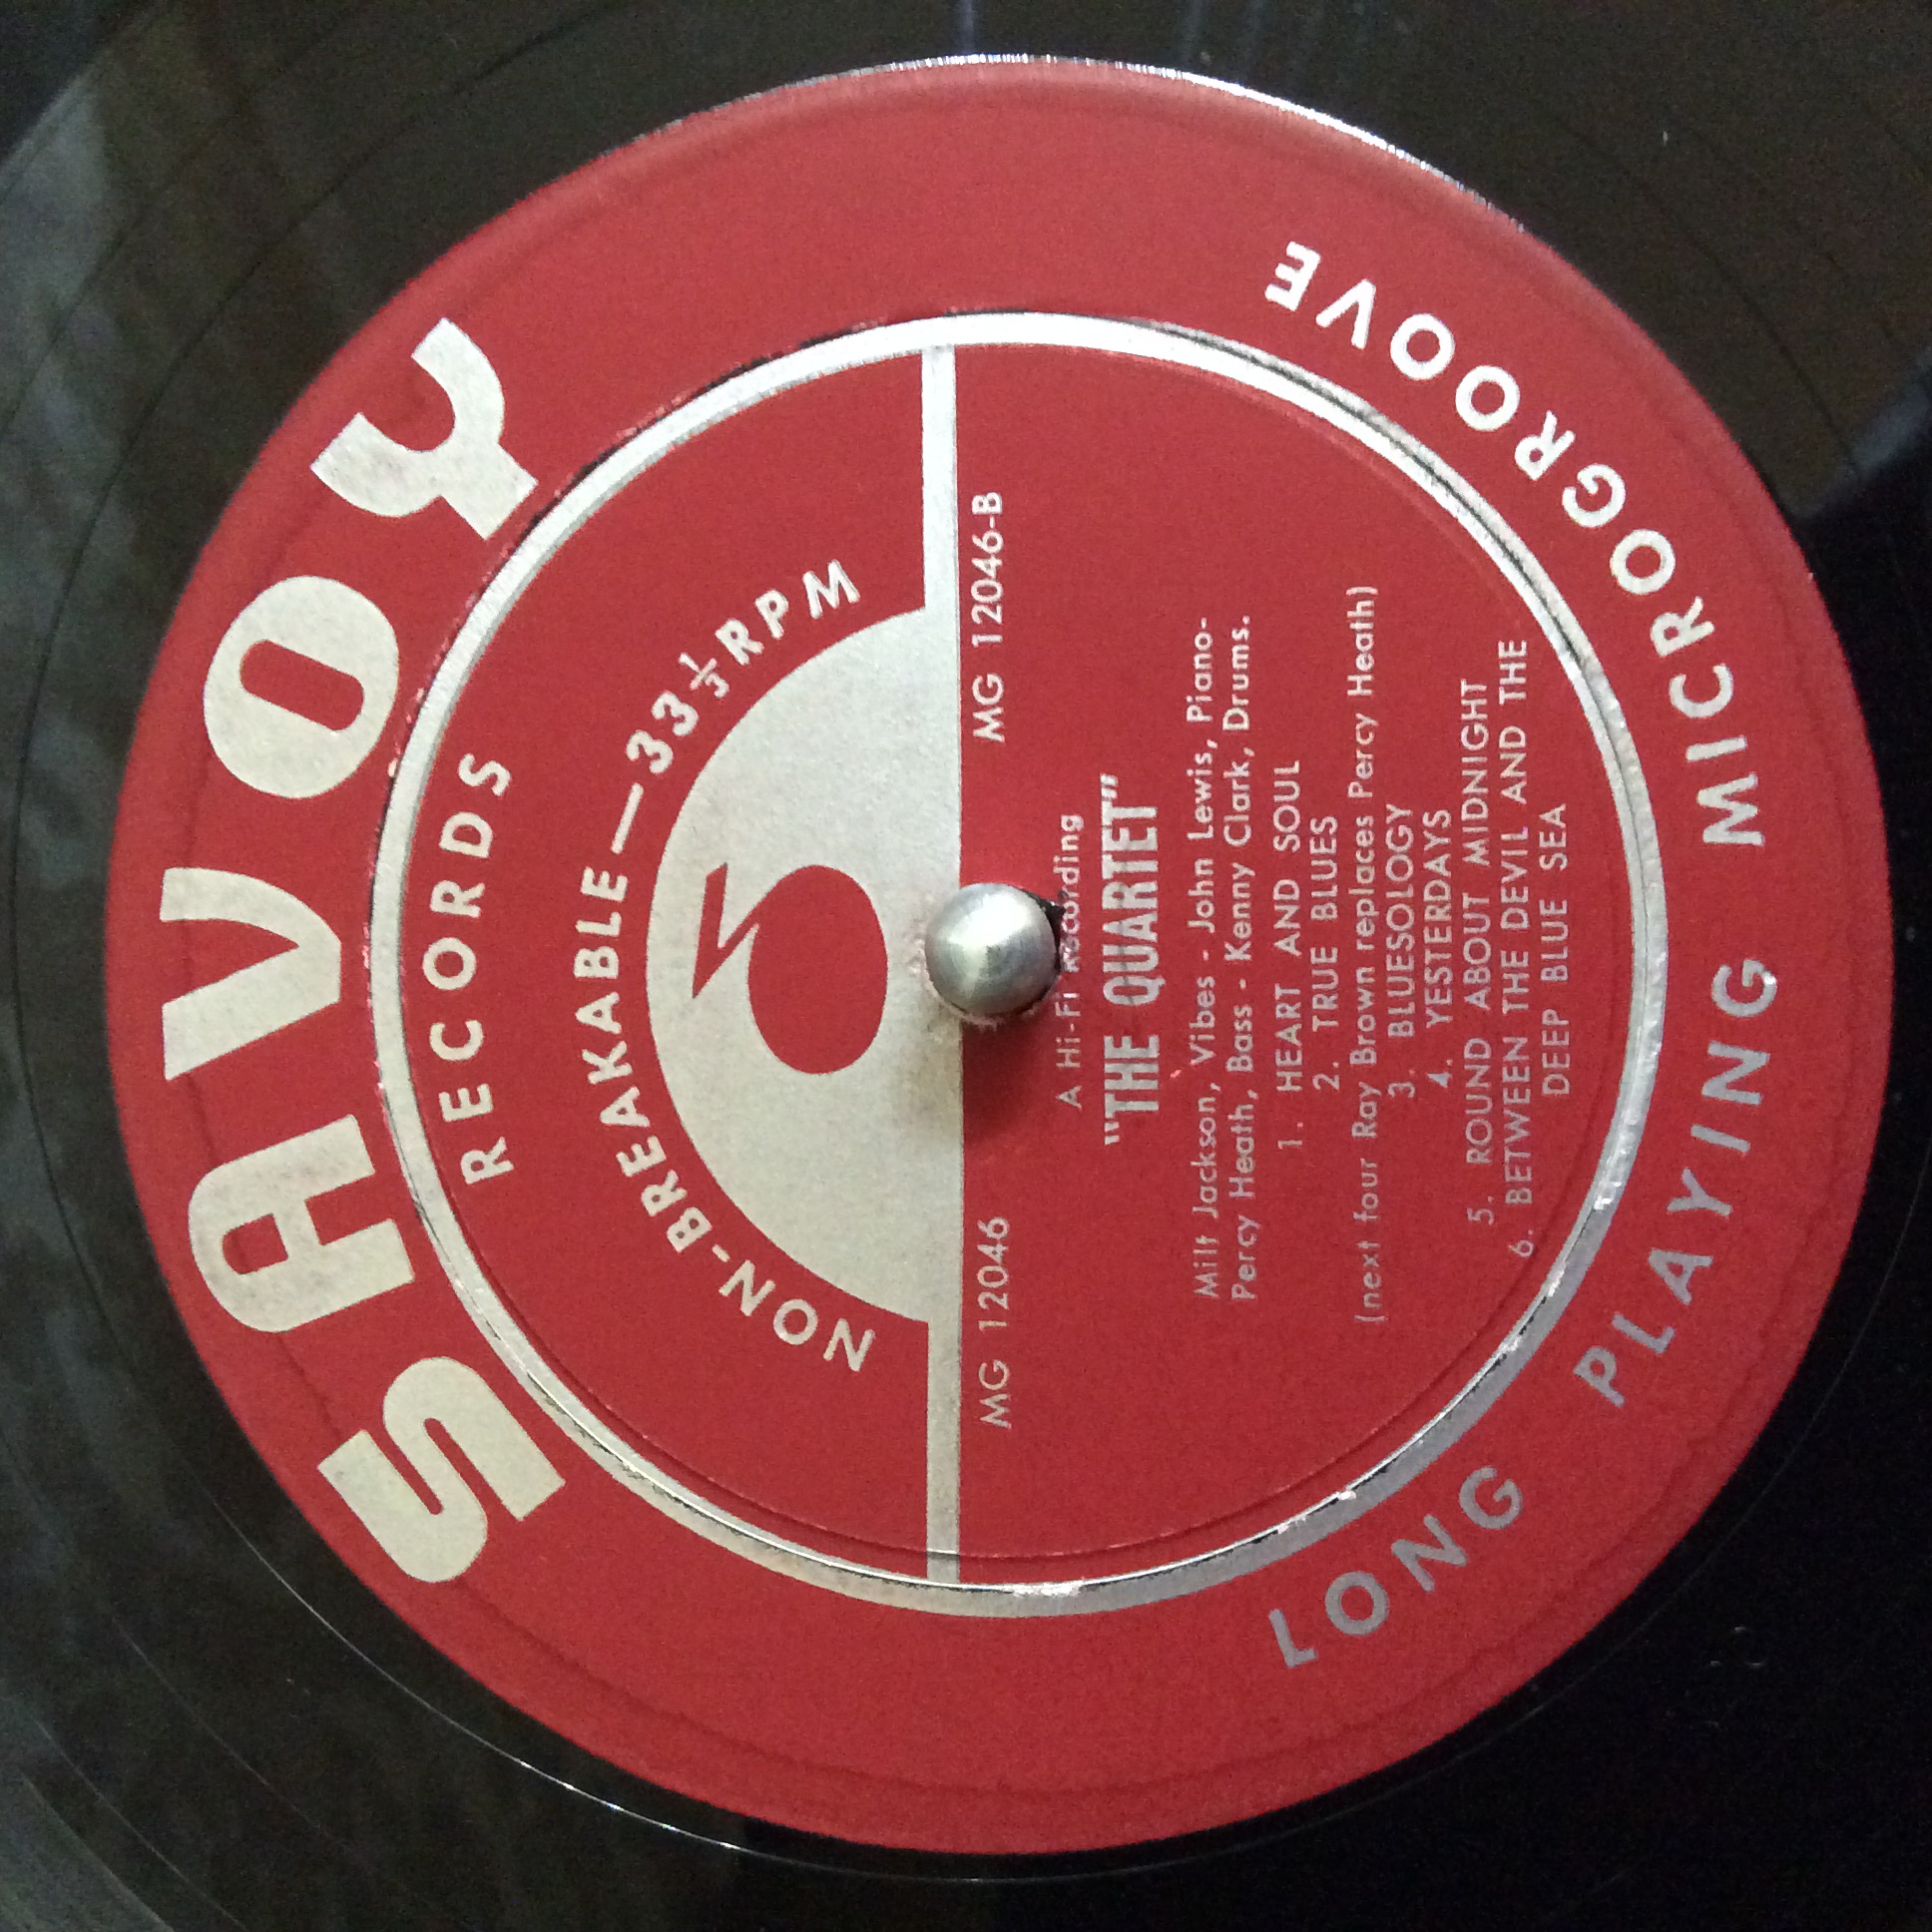 SAVOY
RECORDS
NON-BREAKABLE—33⅓ RPM
MG 12046
MG 12046-B
A Hi-Fi Recording
"THE QUARTET"
Milt Jackson, Vibes - John Lewis, Piano-
Percy Heath, Bass - Kenny Clark, Drums.
1. HEART AND SOUL
2. TRUE BLUES
(next four Ray Brown replaces Percy Heath)
3. BLUESOLOGY
4. YESTERDAYS
5. ROUND ABOUT MIDNIGHT
6. BETWEEN THE DEVIL AND THE
DEEP BLUE SEA
LONG PLAYING MICROGROOVE